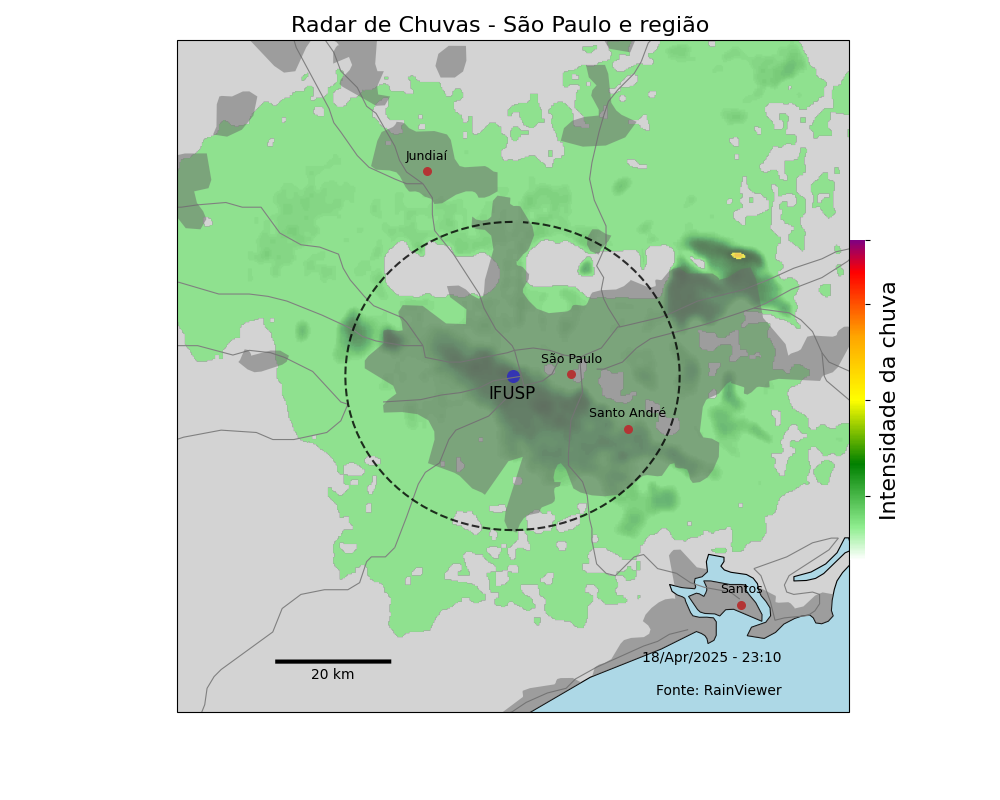 Radar de Chuvas - São Paulo e região
Jundiaí
São Paulo
IFUSP
Santo André
Intensidade da chuva
Santos
18/Apr/2025 - 23:10
20 km
Fonte: RainViewer